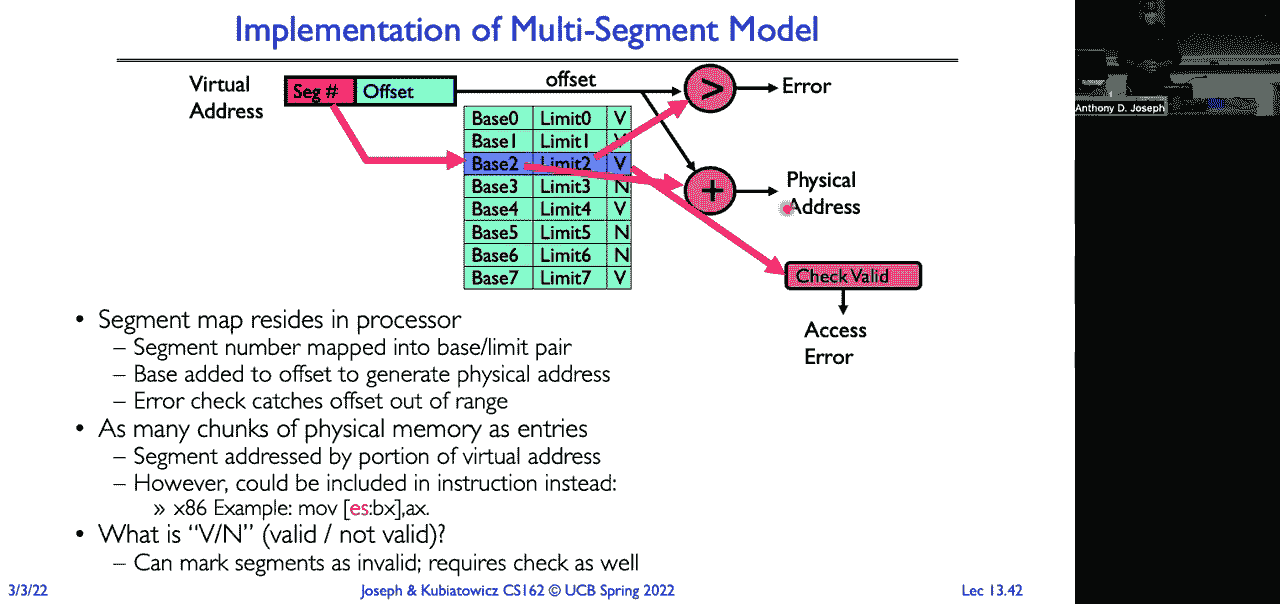 Implementation of Multi-Segment Model
Virtual
Address
Seg # Offset
offset
>
Error
Base0 Limit0 V
Base1 Limit1 V
Base2 Limit2 V
Base3 Limit3 N
Base4 Limit4 V
Base5 Limit5 N
Base6 Limit6 N
Base7 Limit7 V
+
Physical
Address
Check Valid
Access
Error
Anthony D. Joseph
• Segment map resides in processor
– Segment number mapped into base/limit pair
– Base added to offset to generate physical address
– Error check catches offset out of range
• As many chunks of physical memory as entries
– Segment addressed by portion of virtual address
– However, could be included in instruction instead:
» x86 Example: mov [es:bx],ax.
• What is “V/N” (valid / not valid)?
– Can mark segments as invalid; requires check as well
3/3/22
Joseph & Kubiatowicz CS162 © UCB Spring 2022
Lec 13.42